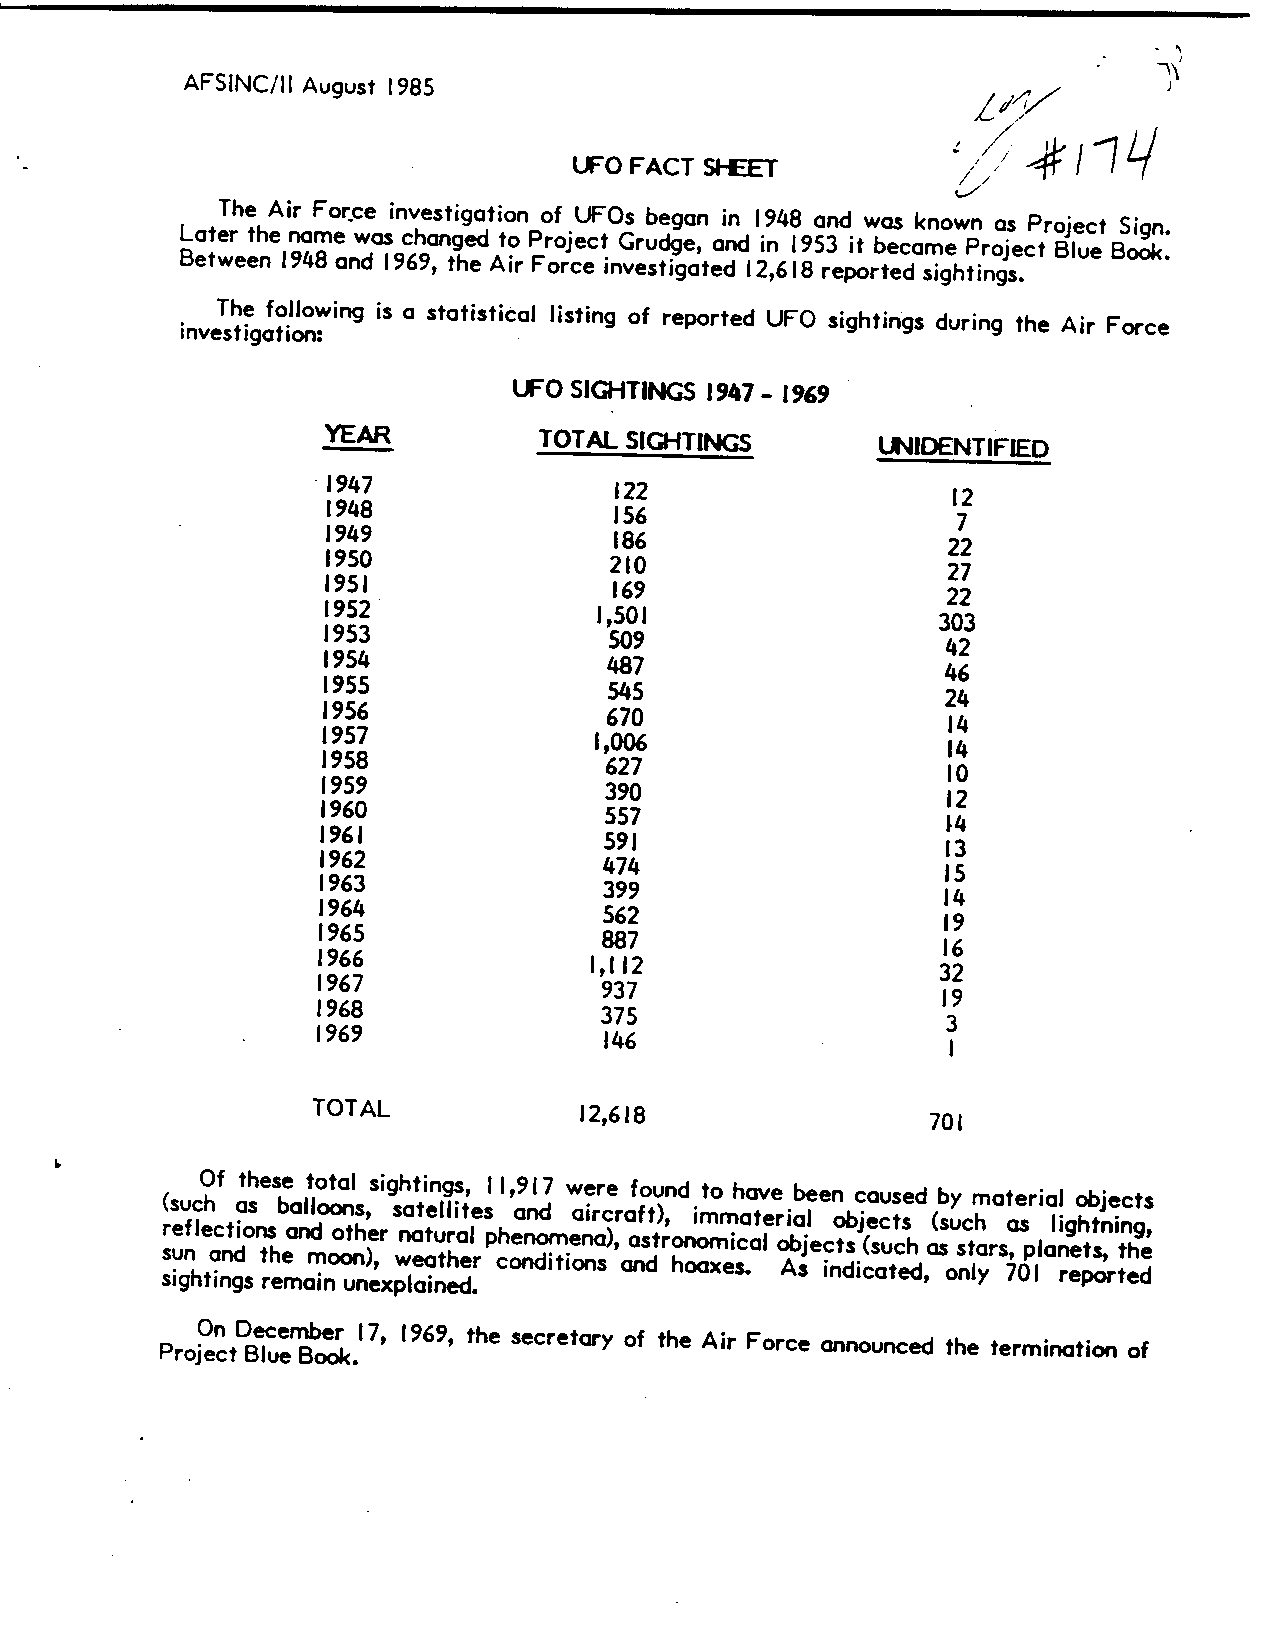 AFSINC/11 August 1985
#174
UFO FACT SHEET
The Air Force investigation of UFOs began in 1948 and was known as Project Sign.
Later the name was changed to Project Grudge, and in 1953 it became Project Blue Book.
Between 1948 and 1969, the Air Force investigated 12,618 reported sightings.
The following is a statistical listing of reported UFO sightings during the Air Force
investigation:
UFO SIGHTINGS 1947 - 1969
YEAR TOTAL SIGHTINGS UNIDENTIFIED
1947 122 12
1948 156 7
1949 186 22
1950 210 27
1951 169 22
1952 1,501 303
1953 509 42
1954 487 46
1955 545 24
1956 670 14
1957 1,006 14
1958 627 10
1959 390 12
1960 557 14
1961 591 13
1962 474 15
1963 399 14
1964 562 19
1965 887 16
1966 1,112 32
1967 937 19
1968 375 3
1969 146 1
TOTAL 12,618 701
Of these total sightings, 11,917 were found to have been caused by material objects
(such as balloons, satellites and aircraft), immaterial objects (such as lightning,
reflections and other natural phenomena), astronomical objects (such as stars, planets, the
sun and the moon), weather conditions and hoaxes. As indicated, only 701 reported
sightings remain unexplained.
On December 17, 1969, the secretary of the Air Force announced the termination of
Project Blue Book.